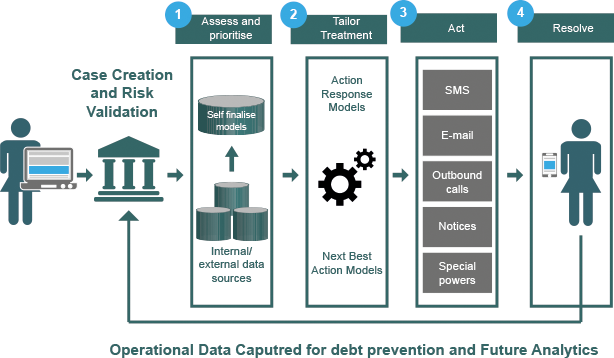 1
Assess and
prioritise
2
Tailor
Treatment
3
Act
4
Resolve
Case Creation
and Risk
Validation
Self finalise
models
Internal/
external data
sources
Action
Response
Models
Next Best
Action Models
SMS
E-mail
Outbound
calls
Notices
Special
powers
Operational Data Caputred for debt prevention and Future Analytics